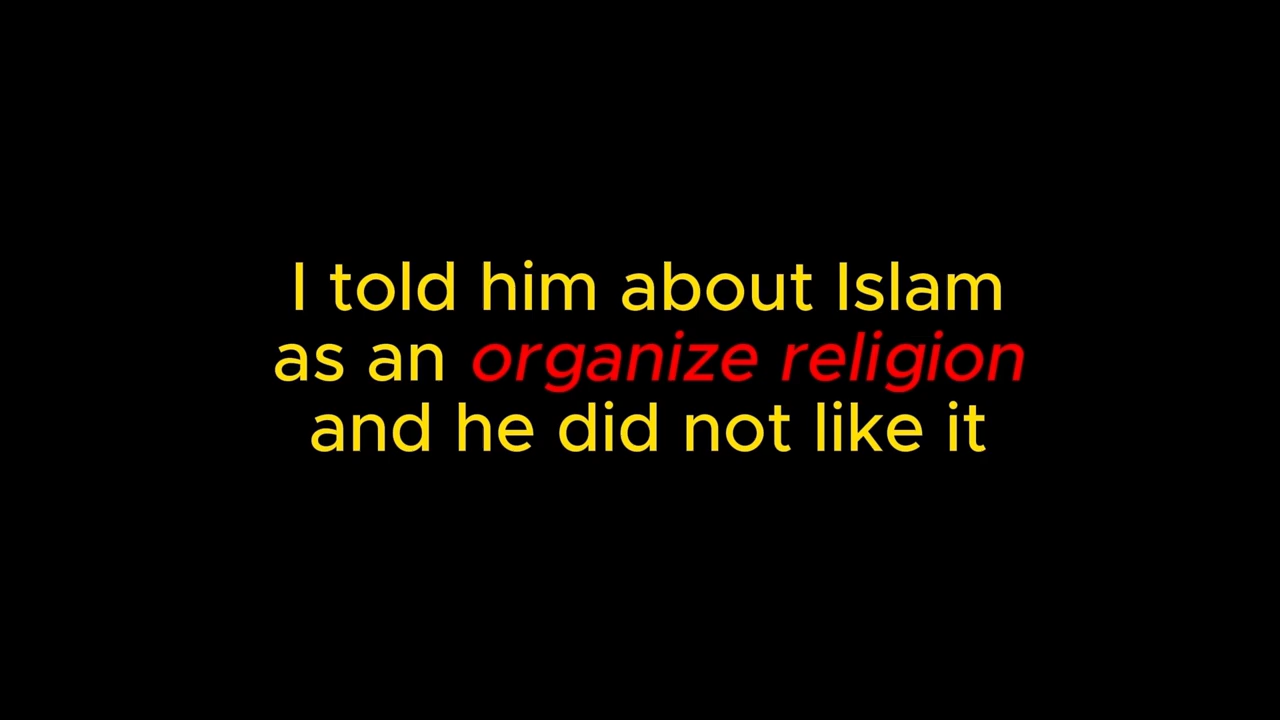 I told him about Islam
as an organize religion
and he did not like it